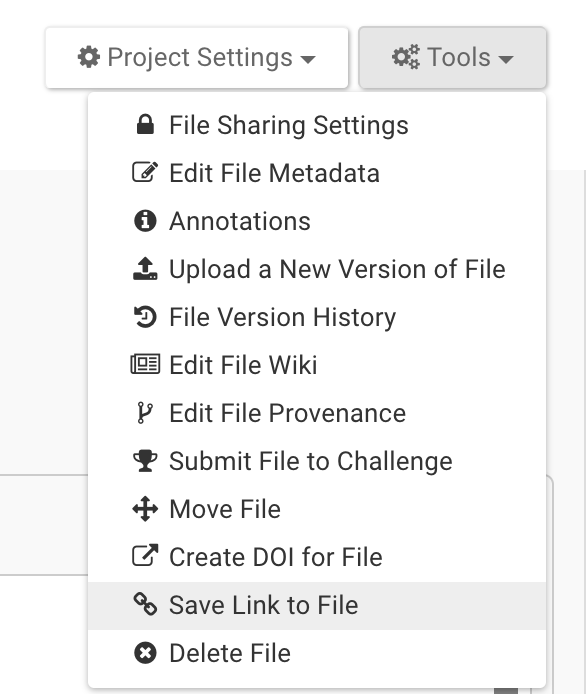 Project Settings
Tools
File Sharing Settings
Edit File Metadata
Annotations
Upload a New Version of File
File Version History
Edit File Wiki
Edit File Provenance
Submit File to Challenge
Move File
Create DOI for File
Save Link to File
Delete File